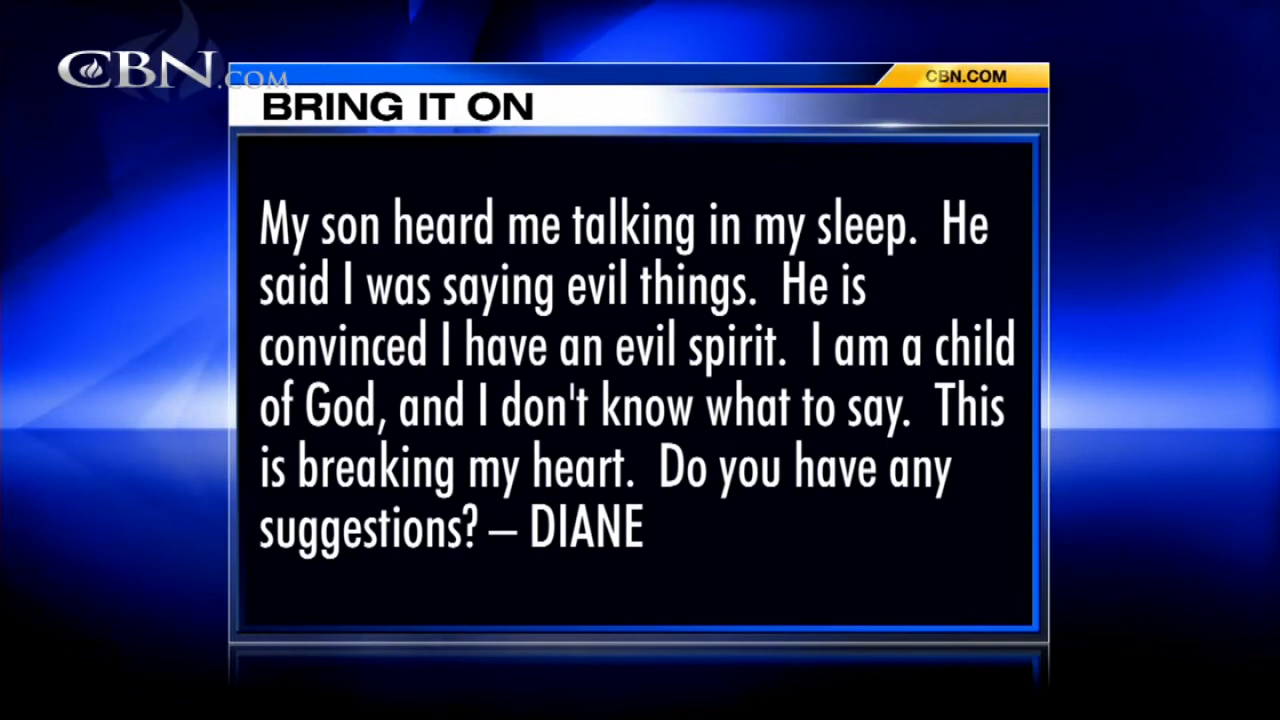 CBN.COM
CBN.COM
BRING IT ON
My son heard me talking in my sleep.  He
said I was saying evil things.  He is
convinced I have an evil spirit.  I am a child
of God, and I don't know what to say.  This
is breaking my heart.  Do you have any
suggestions? – DIANE